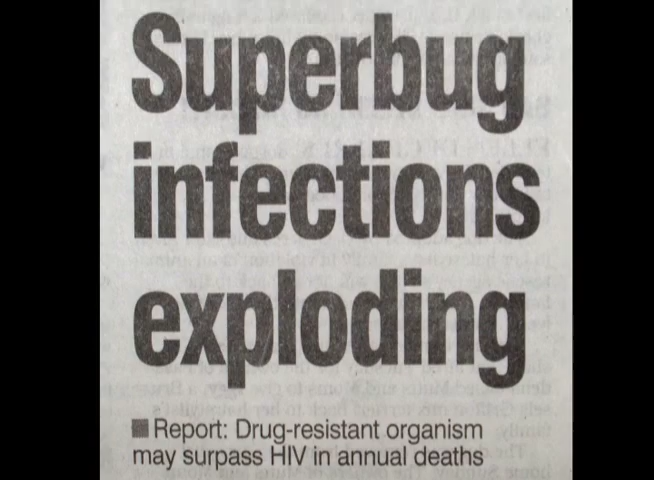 Superbug
infections
exploding
■ Report: Drug-resistant organism
may surpass HIV in annual deaths